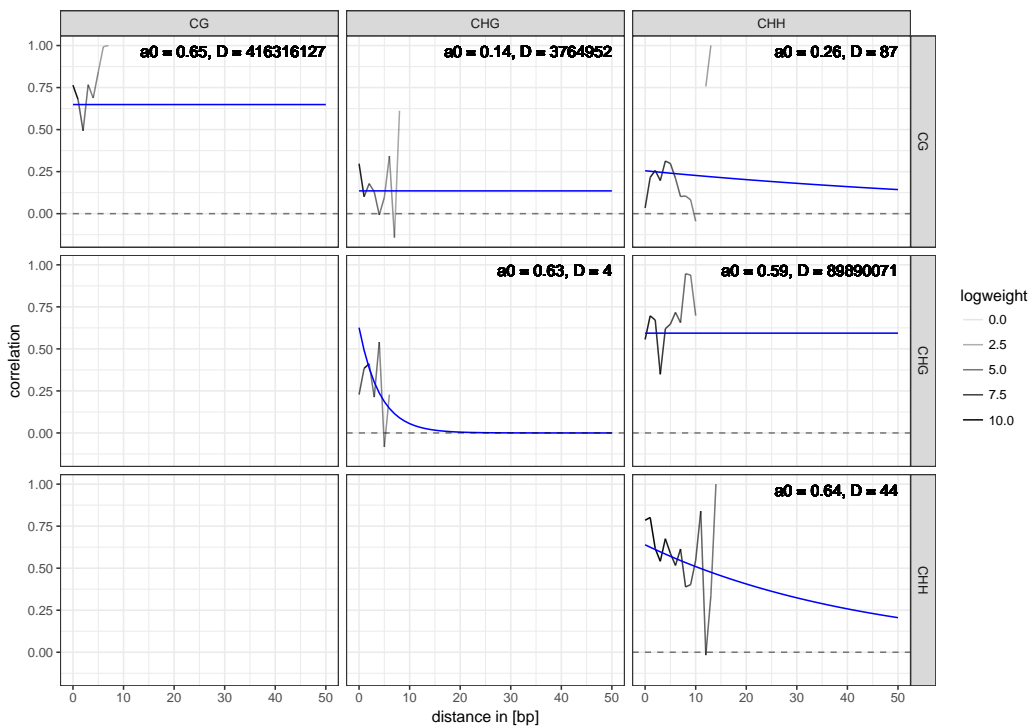 CG CHG CHH
a0 = 0.65, D = 416316127
a0 = 0.14, D = 3764952
a0 = 0.26, D = 87
1.00
0.75
0.50
0.25
0.00
CG
a0 = 0.63, D = 4
a0 = 0.59, D = 89890071
1.00
0.75
0.50
0.25
0.00
CHG
correlation
a0 = 0.64, D = 44
1.00
0.75
0.50
0.25
0.00
CHH
0 10 20 30 40 50
0 10 20 30 40 50
0 10 20 30 40 50
distance in [bp]
logweight
0.0
2.5
5.0
7.5
10.0